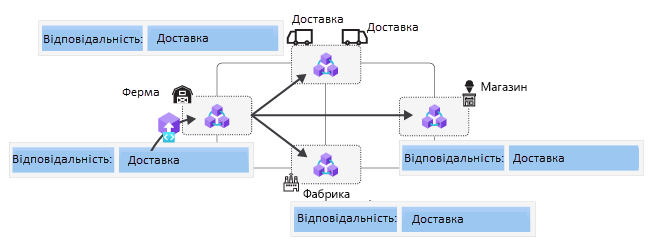 Доставка
Доставка
Відповідальність: Доставка
Ферма
Магазин
Відповідальність: Доставка
Відповідальність: Доставка
Фабрика
Відповідальність: Доставка